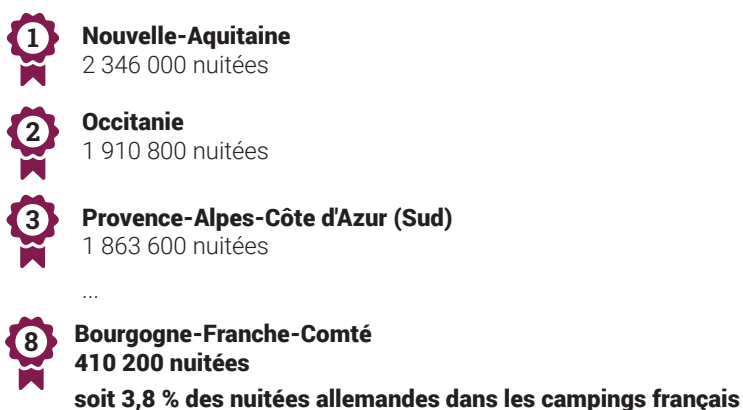 1
Nouvelle-Aquitaine
2 346 000 nuitées
2
Occitanie
1 910 800 nuitées
3
Provence-Alpes-Côte d'Azur (Sud)
1 863 600 nuitées
...
8
Bourgogne-Franche-Comté
410 200 nuitées
soit 3,8 % des nuitées allemandes dans les campings français